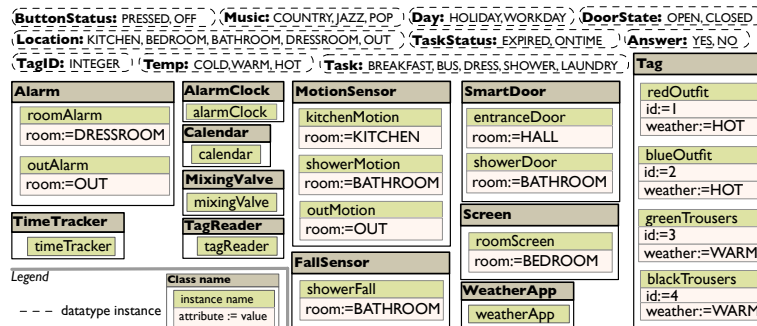 ButtonStatus: PRESSED, OFF Music: COUNTRY, JAZZ, POP Day: HOLIDAY, WORKDAY DoorState: OPEN, CLOSED
Location: KITCHEN, BEDROOM, BATHROOM, DRESSROOM, OUT TaskStatus: EXPIRED, ONTIME Answer: YES, NO
TagID: INTEGER Temp: COLD, WARM, HOT Task: BREAKFAST, BUS, DRESS, SHOWER, LAUNDRY
Alarm
roomAlarm
room:=DRESSROOM
outAlarm
room:=OUT
TimeTracker
timeTracker
AlarmClock
alarmClock
Calendar
calendar
MixingValve
mixingValve
TagReader
tagReader
MotionSensor
kitchenMotion
room:=KITCHEN
showerMotion
room:=BATHROOM
outMotion
room:=OUT
FallSensor
showerFall
room:=BATHROOM
SmartDoor
entranceDoor
room:=HALL
showerDoor
room:=BATHROOM
Screen
roomScreen
room:=BEDROOM
WeatherApp
weatherApp
Tag
redOutfit
id:=1
weather:=HOT
blueOutfit
id:=2
weather:=HOT
greenTrousers
id:=3
weather:=WARM
blackTrousers
id:=4
weather:=WARM
Legend
datatype instance
Class name
instance name
attribute := value